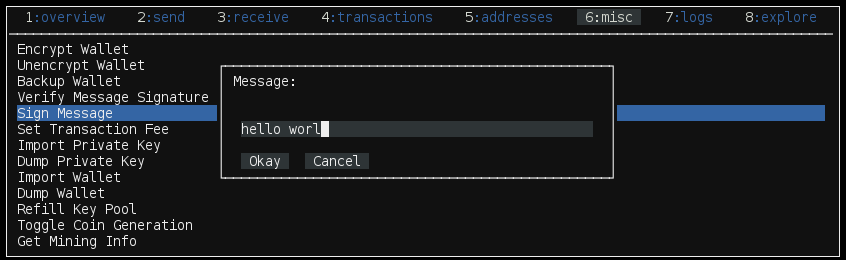 1:overview 2:send 3:receive 4:transactions 5:addresses 6:misc 7:logs 8:explore
Encrypt Wallet
Unencrypt Wallet
Backup Wallet
Verify Message Signature
Sign Message
Set Transaction Fee
Import Private Key
Dump Private Key
Import Wallet
Dump Wallet
Refill Key Pool
Toggle Coin Generation
Get Mining Info
Message:
hello worl
Okay Cancel